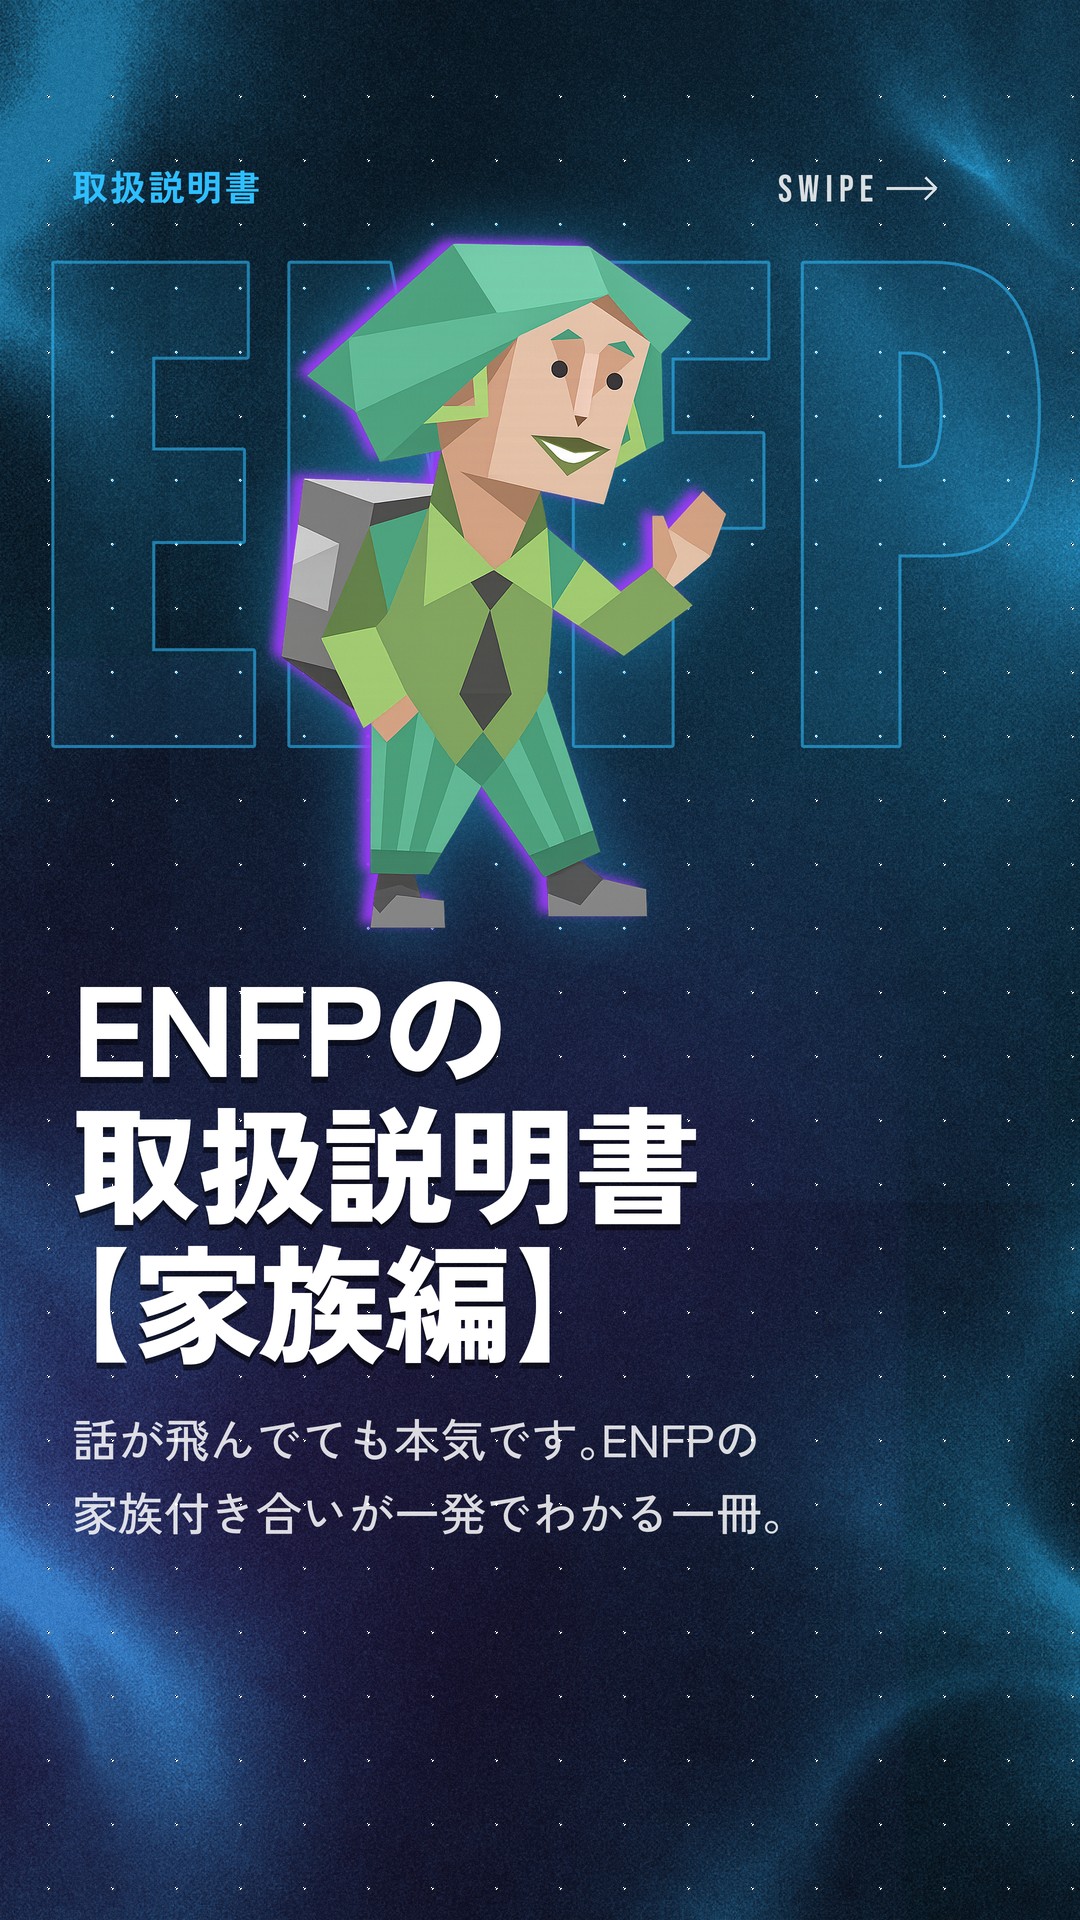 取扱説明書
SWIPE →
ENFP
ENFPの
取扱説明書
【家族編】
話が飛んでても本気です。ENFPの
家族付き合いが一発でわかる一冊。